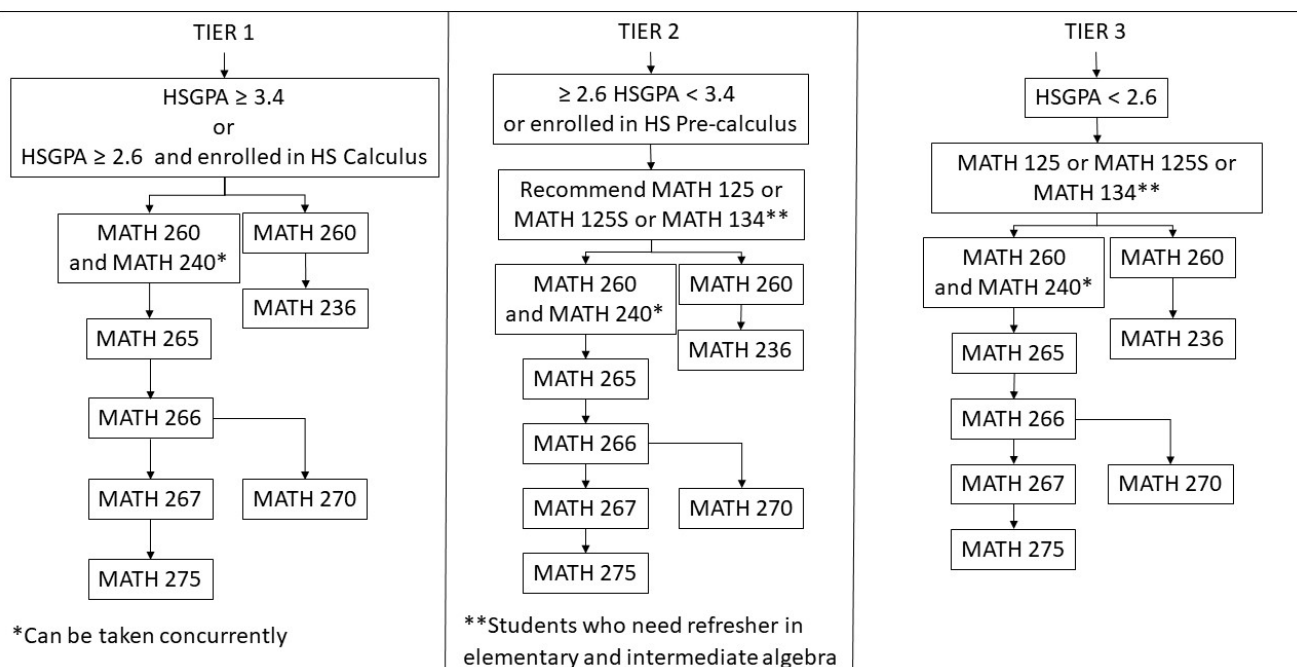 TIER 1
HSGPA ≥ 3.4
or
HSGPA ≥ 2.6 and enrolled in HS Calculus
MATH 260
and MATH 240*
MATH 260
MATH 236
MATH 265
MATH 266
MATH 267
MATH 270
MATH 275
*Can be taken concurrently
TIER 2
≥ 2.6 HSGPA < 3.4
or enrolled in HS Pre-calculus
Recommend MATH 125 or
MATH 125S or MATH 134**
MATH 260
and MATH 240*
MATH 260
MATH 236
MATH 265
MATH 266
MATH 267
MATH 270
MATH 275
**Students who need refresher in
elementary and intermediate algebra
TIER 3
HSGPA < 2.6
MATH 125 or MATH 125S or
MATH 134**
MATH 260
and MATH 240*
MATH 260
MATH 236
MATH 265
MATH 266
MATH 267
MATH 270
MATH 275